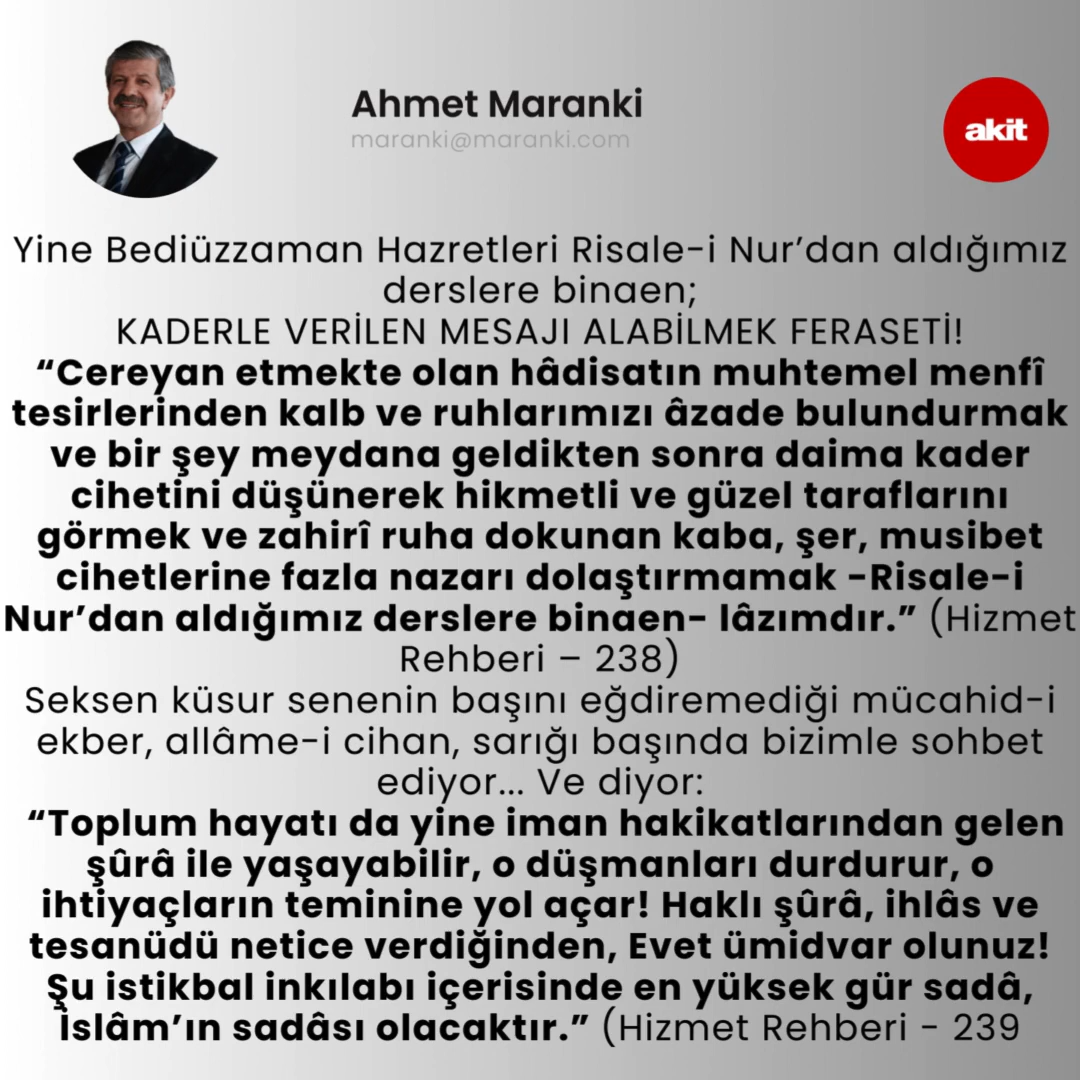 Ahmet Maranki
maranki@maranki.com
akit
Yine Bediüzzaman Hazretleri Risale-i Nur’dan aldığımız
derslere binaen;
KADERLE VERİLEN MESAJI ALABİLMEK FERASETİ!
“Cereyan etmekte olan hâdisatın muhtemel menfî
tesirlerinden kalb ve ruhlarımızı âzade bulundurmak
ve bir şey meydana geldikten sonra daima kader
cihetini düşünerek hikmetli ve güzel taraflarını
görmek ve zahirî ruha dokunan kaba, şer, musibet
cihetlerine fazla nazarı dolaştırmamak –Risale-i
Nur’dan aldığımız derslere binaen– lâzımdır.” (Hizmet
Rehberi – 238)
Seksen küsur senenin başını eğdiremediği mücahid-i
ekber, allâme-i cihan, sarığı başında bizimle sohbet
ediyor... Ve diyor:
“Toplum hayatı da yine iman hakikatlarından gelen
şûrâ ile yaşayabilir, o düşmanları durdurur, o
ihtiyaçların teminine yol açar! Haklı şûrâ, ihlâs ve
tesanüdü netice verdiğinden, Evet ümidvar olunuz!
Şu istikbal inkılabı içerisinde en yüksek gür sadâ,
İslâm’ın sadâsı olacaktır.” (Hizmet Rehberi - 239